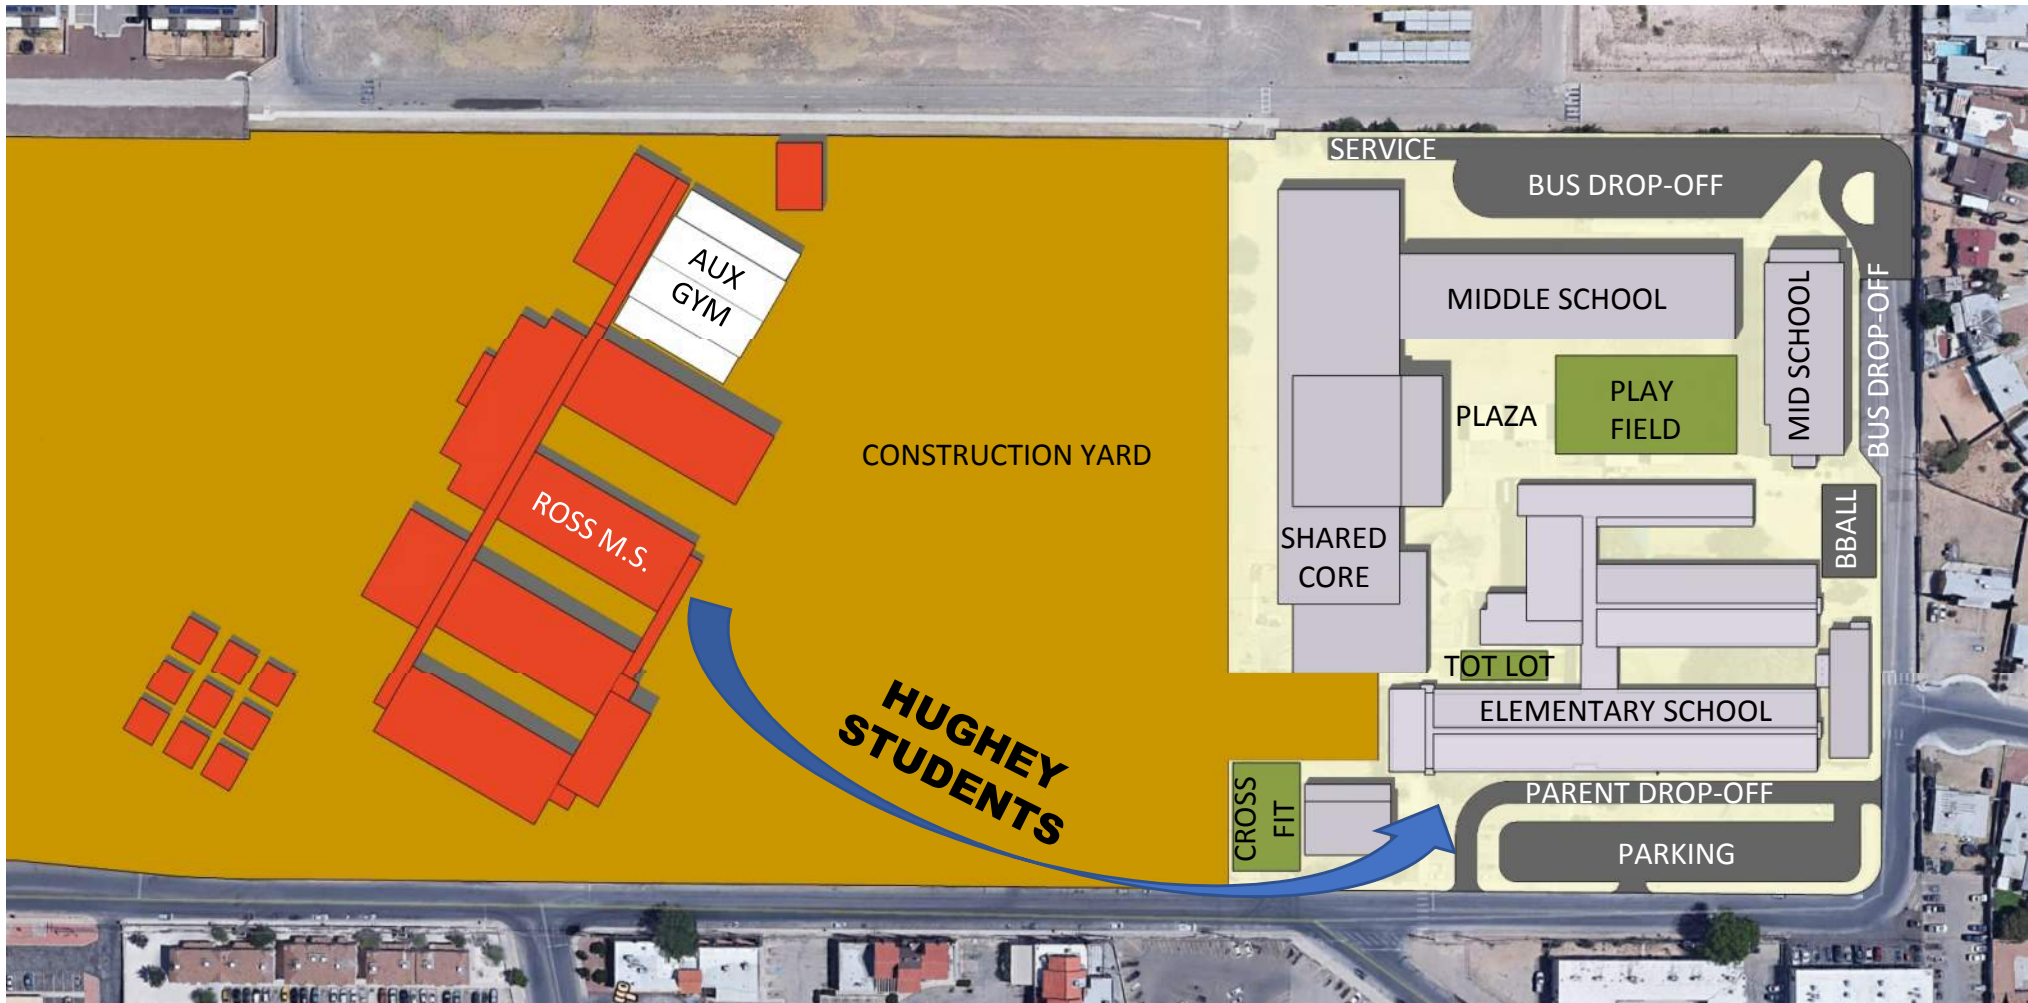 SERVICE
BUS DROP-OFF
AUX
GYM
MIDDLE SCHOOL
MID SCHOOL
BUS DROP-OFF
PLAY
FIELD
PLAZA
CONSTRUCTION YARD
ROSS M.S.
SHARED
CORE
BBALL
TOT LOT
HUGHEY
STUDENTS
ELEMENTARY SCHOOL
PARENT DROP-OFF
CROSS
FIT
PARKING